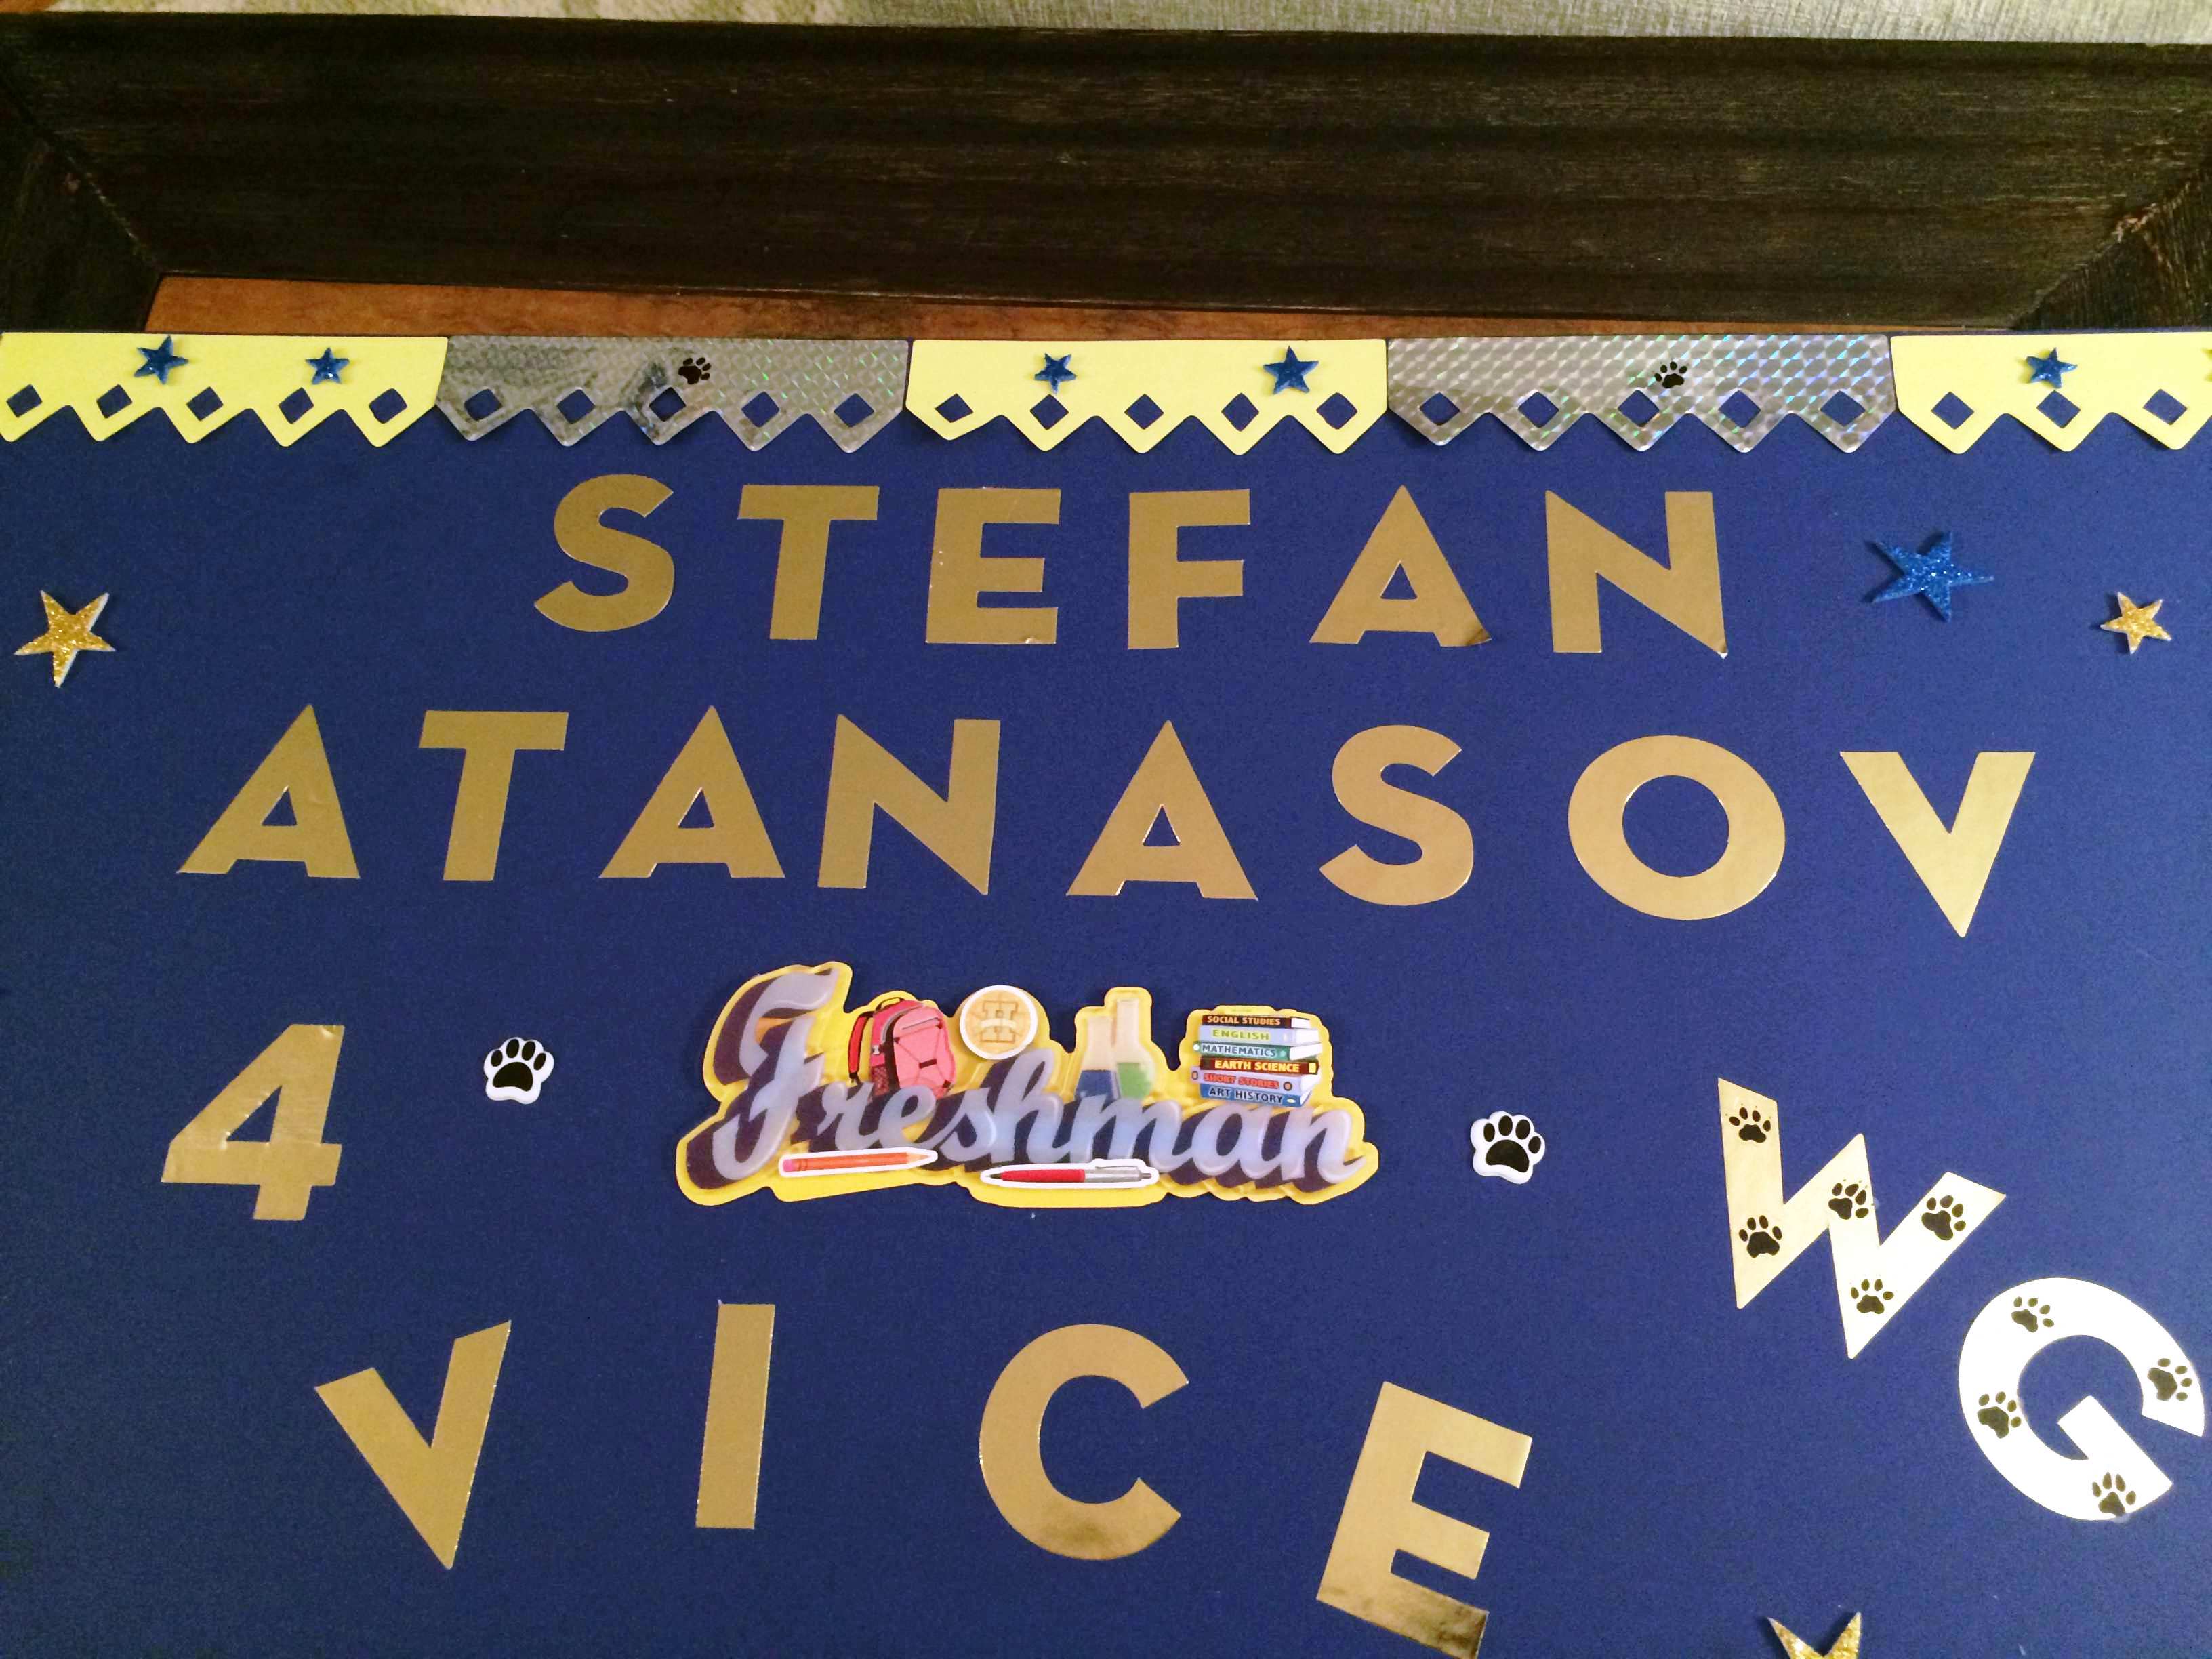 STEFAN
ATANASOV
4 Freshman
SOCIAL STUDIES
ENGLISH
MATHEMATICS
EARTH SCIENCE
SHORT STORIES
ART HISTORY
WG
VICE